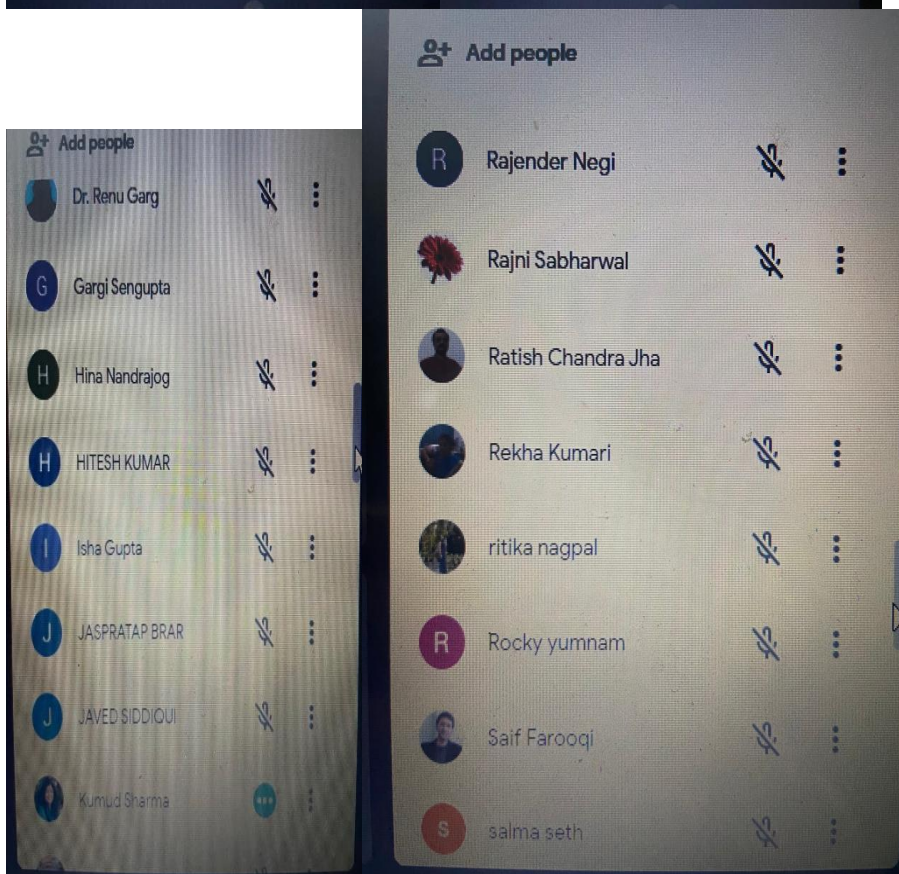 Add people
Dr. Renu Garg
G Gargi Sengupta
H Hina Nandrajog
H HITESH KUMAR
I Isha Gupta
J JASPRATAP BRAR
J JAVED SIDDIQUI
Kumud Sharma
Add people
R Rajender Negi
Rajni Sabharwal
Ratish Chandra Jha
Rekha Kumari
ritika nagpal
R Rocky yumnam
Saif Farooqi
S salma seth